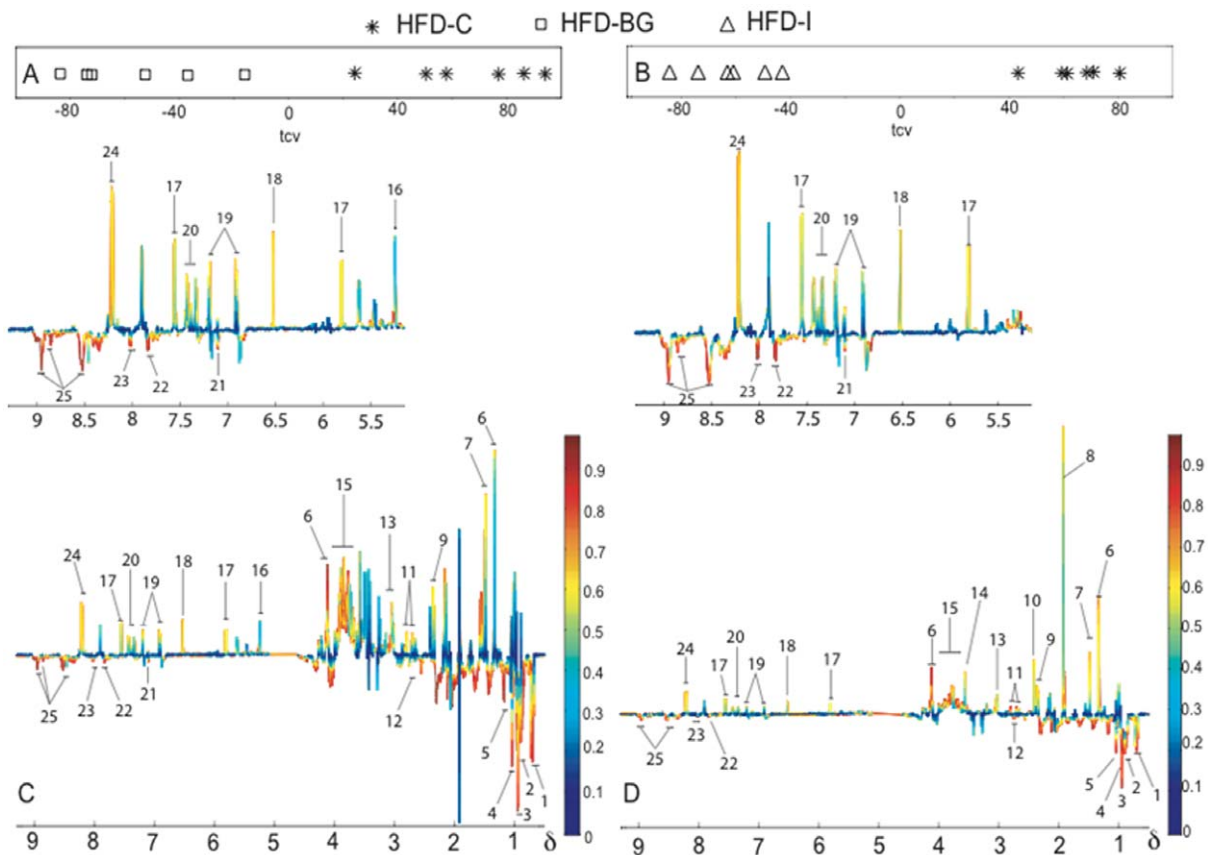 HFD-C HFD-BG HFD-I
A
-80 -40 0 40 80
tcv
B
-80 -40 0 40 80
tcv
24 17 20 19 18 17 16
25 23 22 21
9 8.5 8 7.5 7 6.5 6 5.5
24 17 20 19 18 17
25 23 22 21
9 8.5 8 7.5 7 6.5 6 5.5
24 17 20 19 18 17 16 6 15 13 11 9 7 6
25 23 22 21 12 5 4 3 2 1
C
9 8 7 6 5 4 3 2 1 δ
0.9
0.8
0.7
0.6
0.5
0.4
0.3
0.2
0.1
0
24 17 20 19 18 17 6 15 14 13 11 10 9 8 7 6
25 23 22 12 5 4 3 2 1
D
9 8 7 6 5 4 3 2 1 δ
0.9
0.8
0.7
0.6
0.5
0.4
0.3
0.2
0.1
0